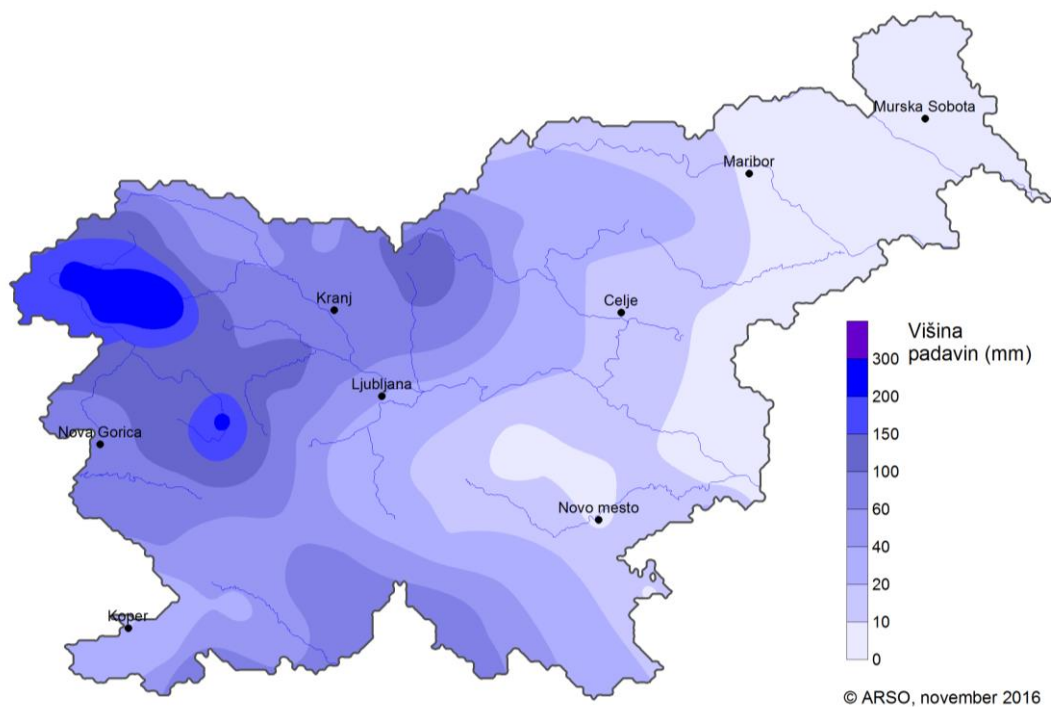 Murska Sobota
Maribor
Kranj
Celje
Ljubljana
Nova Gorica
Novo mesto
Koper
Višina
padavin (mm)
300
200
150
100
60
40
20
10
0
© ARSO, november 2016